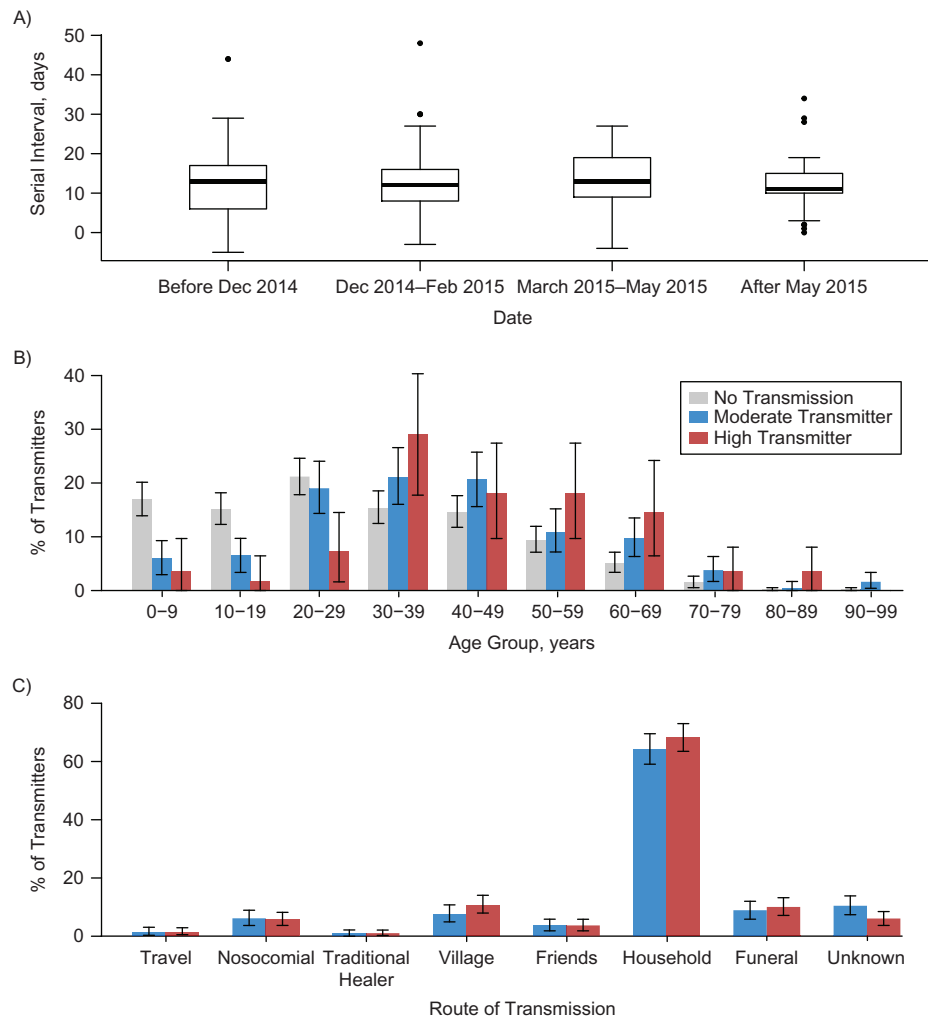 A)
Serial Interval, days
50
40
30
20
10
0
Before Dec 2014
Dec 2014–Feb 2015
March 2015–May 2015
After May 2015
Date
B)
% of Transmitters
40
30
20
10
0
No Transmission
Moderate Transmitter
High Transmitter
0–9
10–19
20–29
30–39
40–49
50–59
60–69
70–79
80–89
90–99
Age Group, years
C)
% of Transmitters
80
60
40
20
0
Travel
Nosocomial
Traditional
Healer
Village
Friends
Household
Funeral
Unknown
Route of Transmission